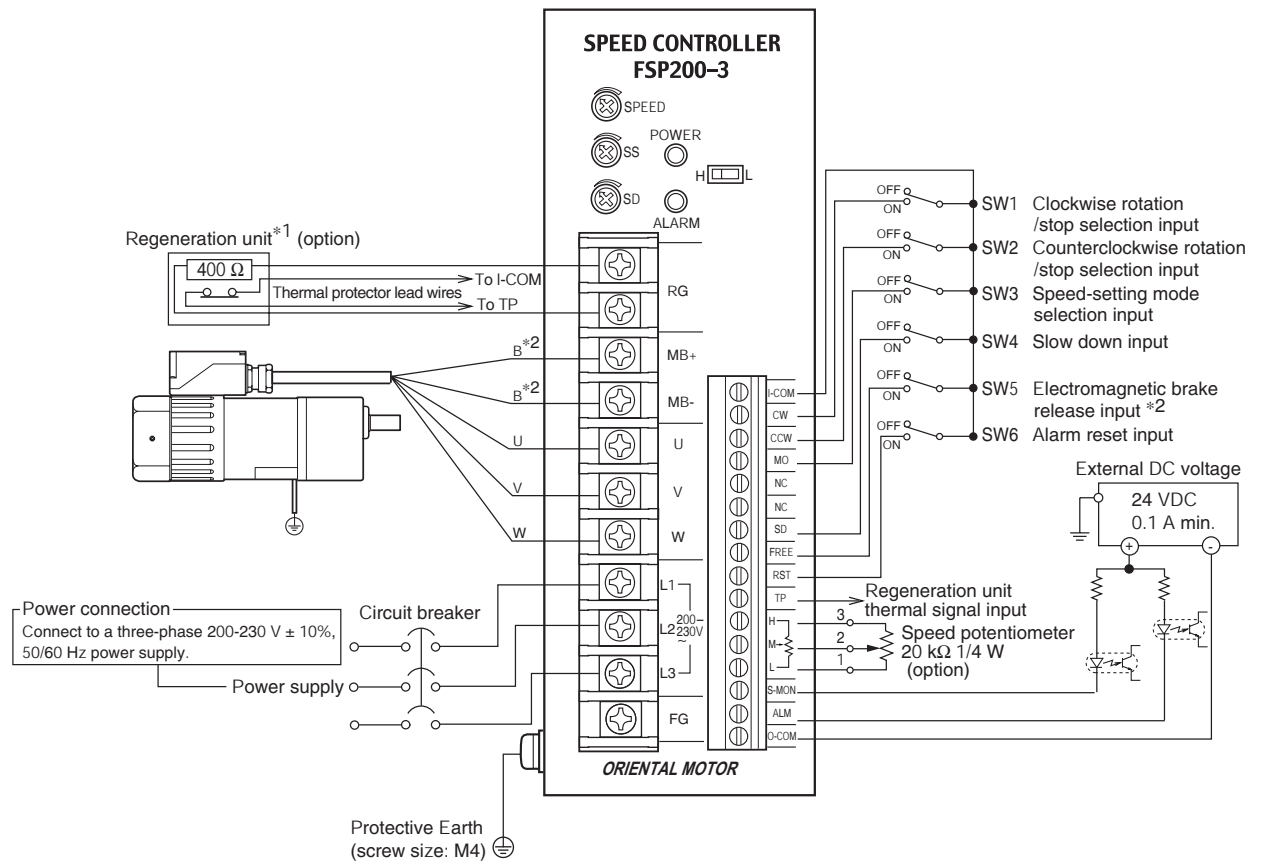 SPEED CONTROLLER
FSP200–3
SPEED
POWER
SS
H
L
SD
ALARM
Regeneration unit*1 (option)
400 Ω
To I-COM
Thermal protector lead wires
To TP
RG
B*2
MB+
B*2
MB-
U
U
V
V
W
W
L1
L2
200–
230V
~
L3
FG
Power connection
Connect to a three-phase 200-230 V ± 10%,
50/60 Hz power supply.
Circuit breaker
Power supply
Protective Earth
(screw size: M4)
ORIENTAL MOTOR
I-COM
CW
CCW
MO
NC
NC
SD
FREE
RST
TP
H
M
L
S-MON
ALM
O-COM
OFF
ON
SW1 Clockwise rotation
/stop selection input
OFF
ON
SW2 Counterclockwise rotation
/stop selection input
OFF
ON
SW3 Speed-setting mode
selection input
OFF
ON
SW4 Slow down input
OFF
ON
SW5 Electromagnetic brake
release input *2
OFF
ON
SW6 Alarm reset input
External DC voltage
24 VDC
0.1 A min.
+
-
Regeneration unit
thermal signal input
3
2
1
Speed potentiometer
20 kΩ 1/4 W
(option)